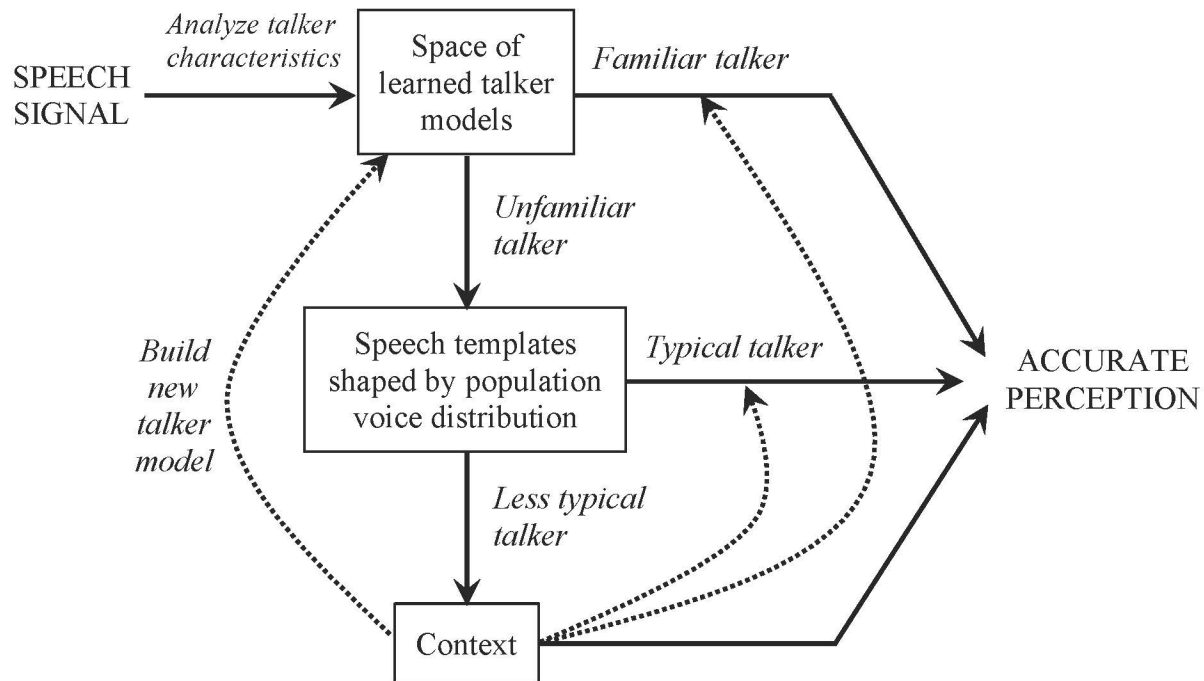 Analyze talker
characteristics
SPEECH
SIGNAL
Space of
learned talker
models
Familiar talker
Unfamiliar
talker
Build
new
talker
model
Speech templates
shaped by population
voice distribution
Typical talker
ACCURATE
PERCEPTION
Less typical
talker
Context